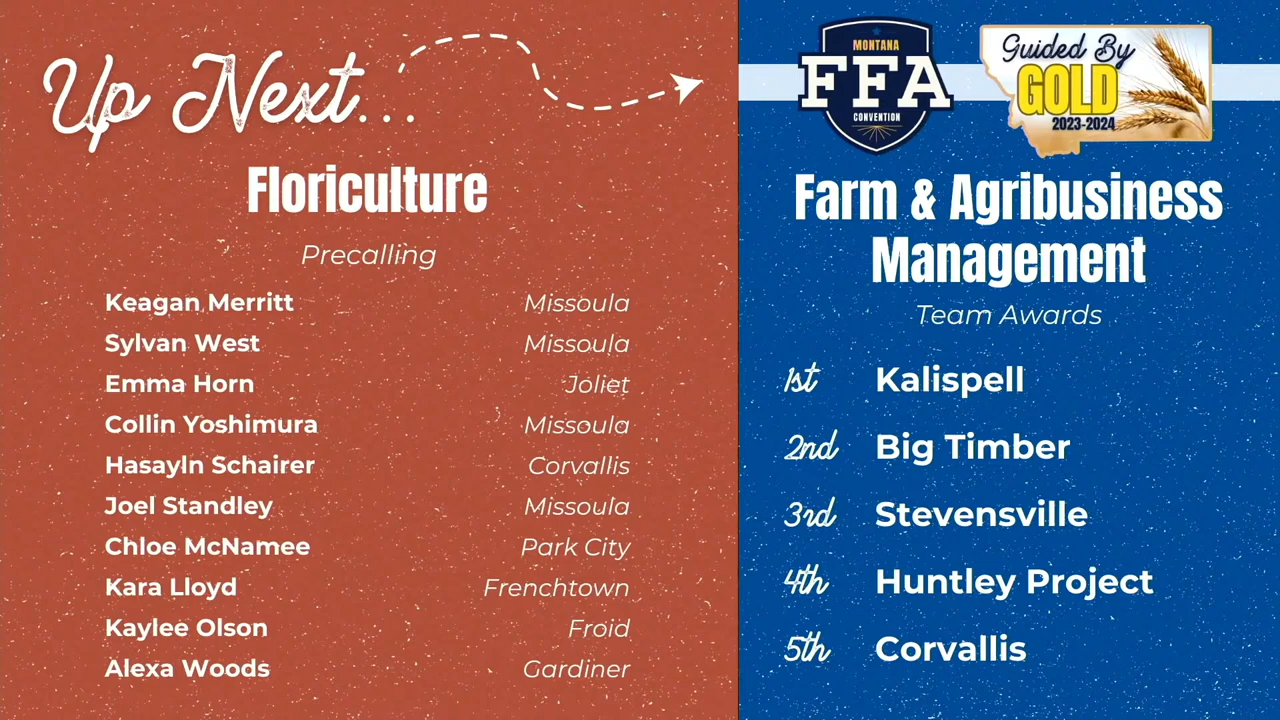 Up Next...
Floriculture
Precalling
Keagan Merritt Missoula
Sylvan West Missoula
Emma Horn Joliet
Collin Yoshimura Missoula
Hasayln Schairer Corvallis
Joel Standley Missoula
Chloe McNamee Park City
Kara Lloyd Frenchtown
Kaylee Olson Froid
Alexa Woods Gardiner
MONTANA
FFA
CONVENTION
Guided By
GOLD
2023-2024
Farm & Agribusiness
Management
Team Awards
1st Kalispell
2nd Big Timber
3rd Stevensville
4th Huntley Project
5th Corvallis